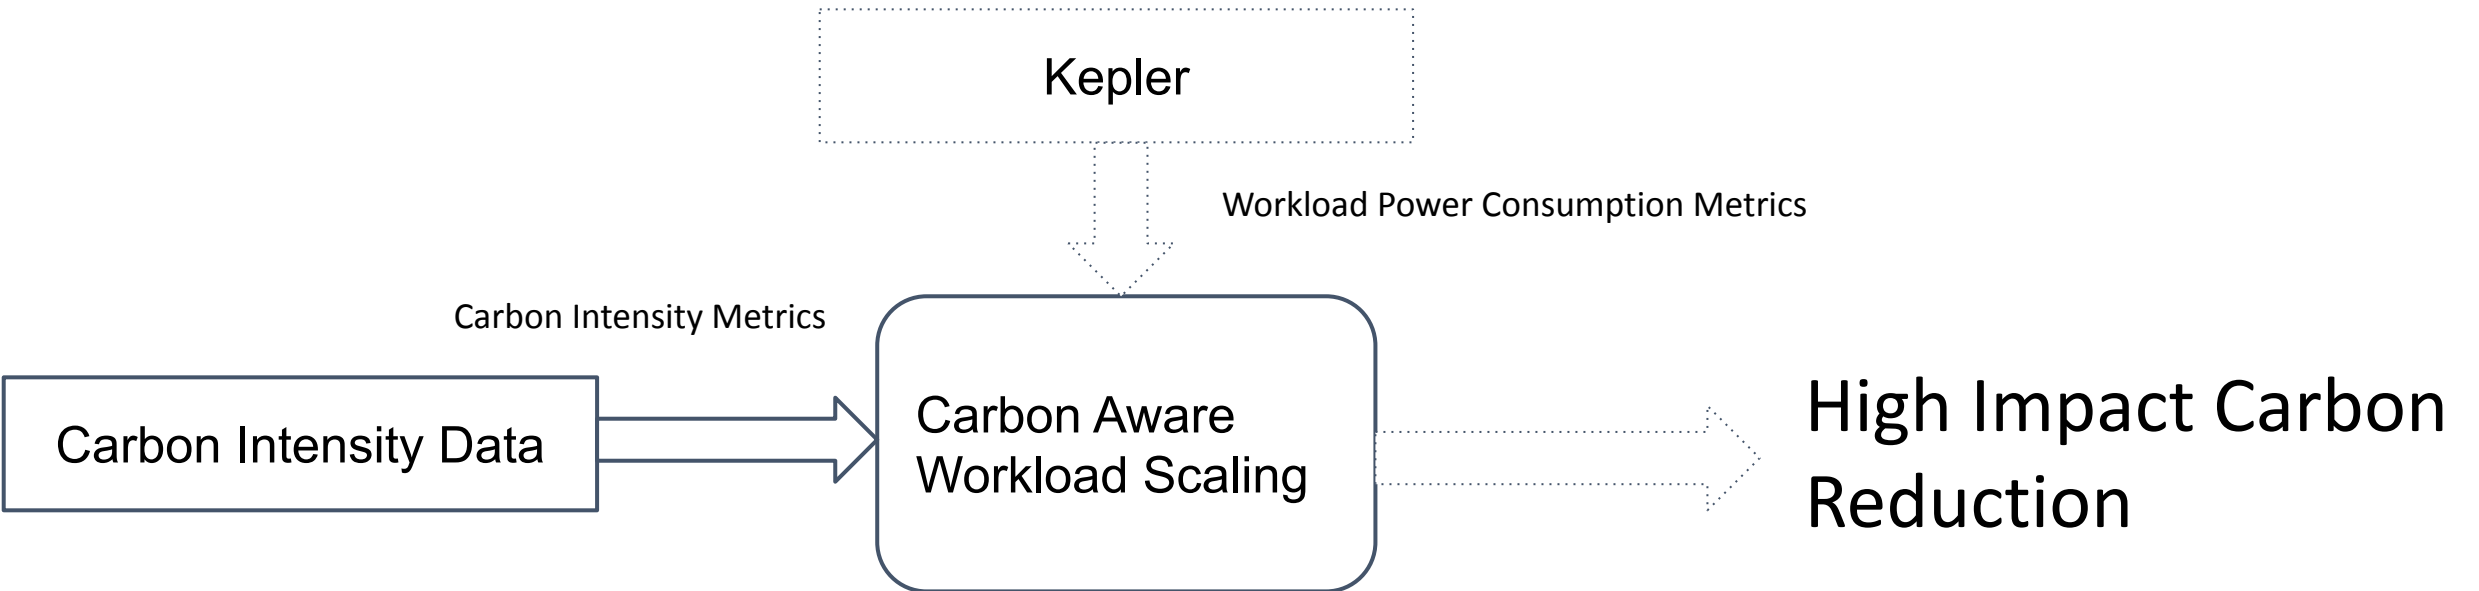 Kepler
Workload Power Consumption Metrics
Carbon Intensity Metrics
Carbon Intensity Data
Carbon Aware
Workload Scaling
High Impact Carbon
Reduction